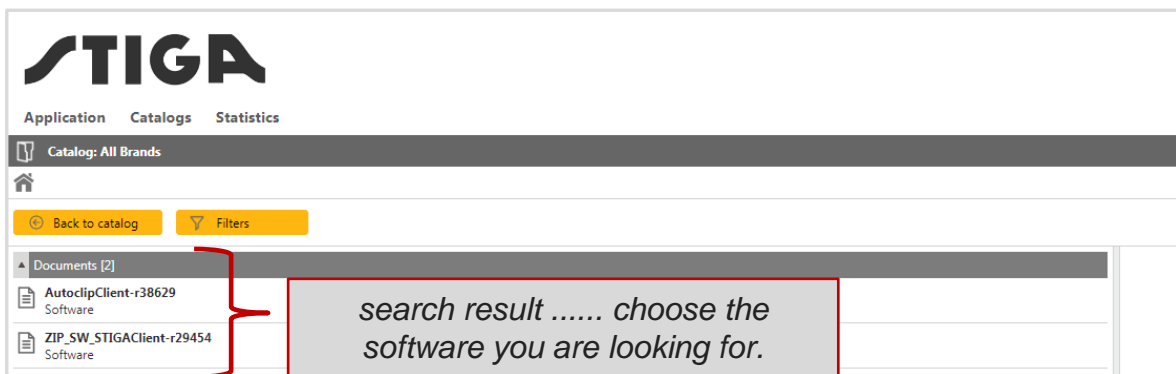 STIGA
Application Catalogs Statistics
Catalog: All Brands
Back to catalog Filters
Documents [2]
AutoclipClient-r38629
Software
ZIP_SW_STIGAClient-r29454
Software
search result ...... choose the
software you are looking for.